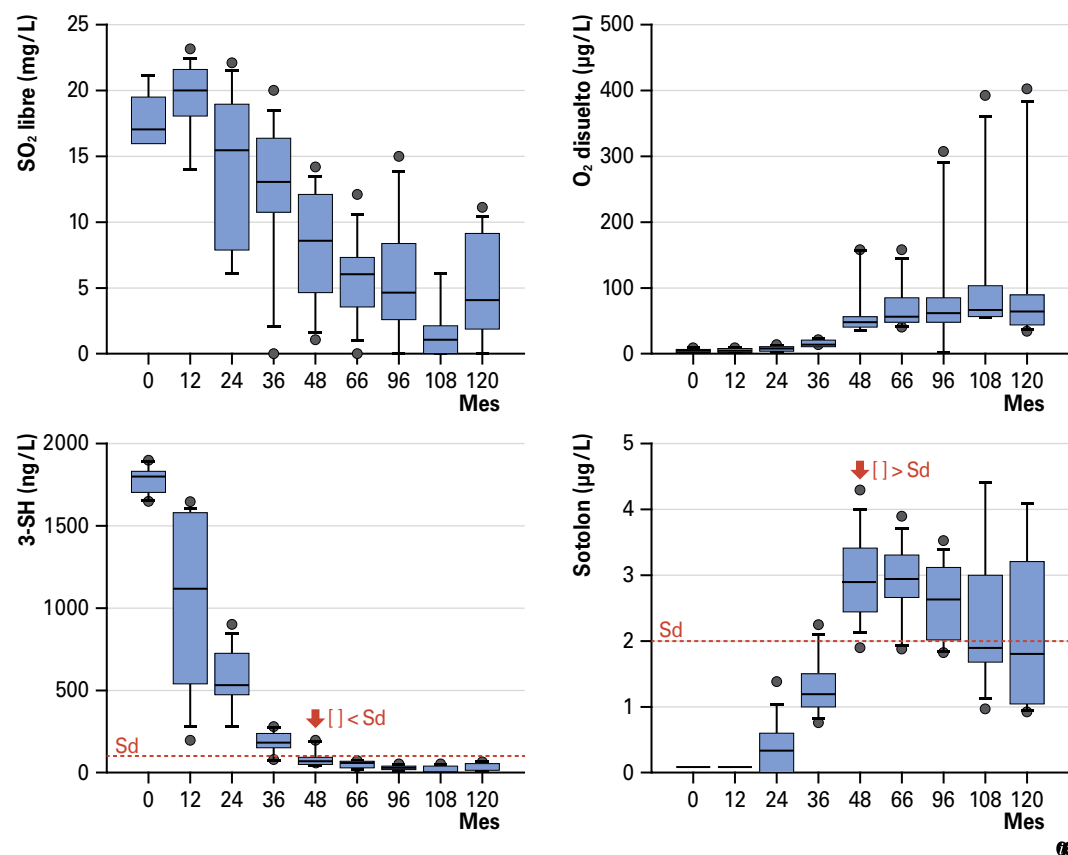 SO₂ libre (mg/L)
25
20
15
10
5
0
0 12 24 36 48 66 96 108 120
Mes
O₂ disuelto (µg/L)
500
400
300
200
100
0
0 12 24 36 48 66 96 108 120
Mes
3-SH (ng/L)
2000
1500
1000
500
0
[ ] < Sd
Sd
0 12 24 36 48 66 96 108 120
Mes
Sotolon (µg/L)
5
4
3
2
1
0
[ ] > Sd
Sd
0 12 24 36 48 66 96 108 120
Mes